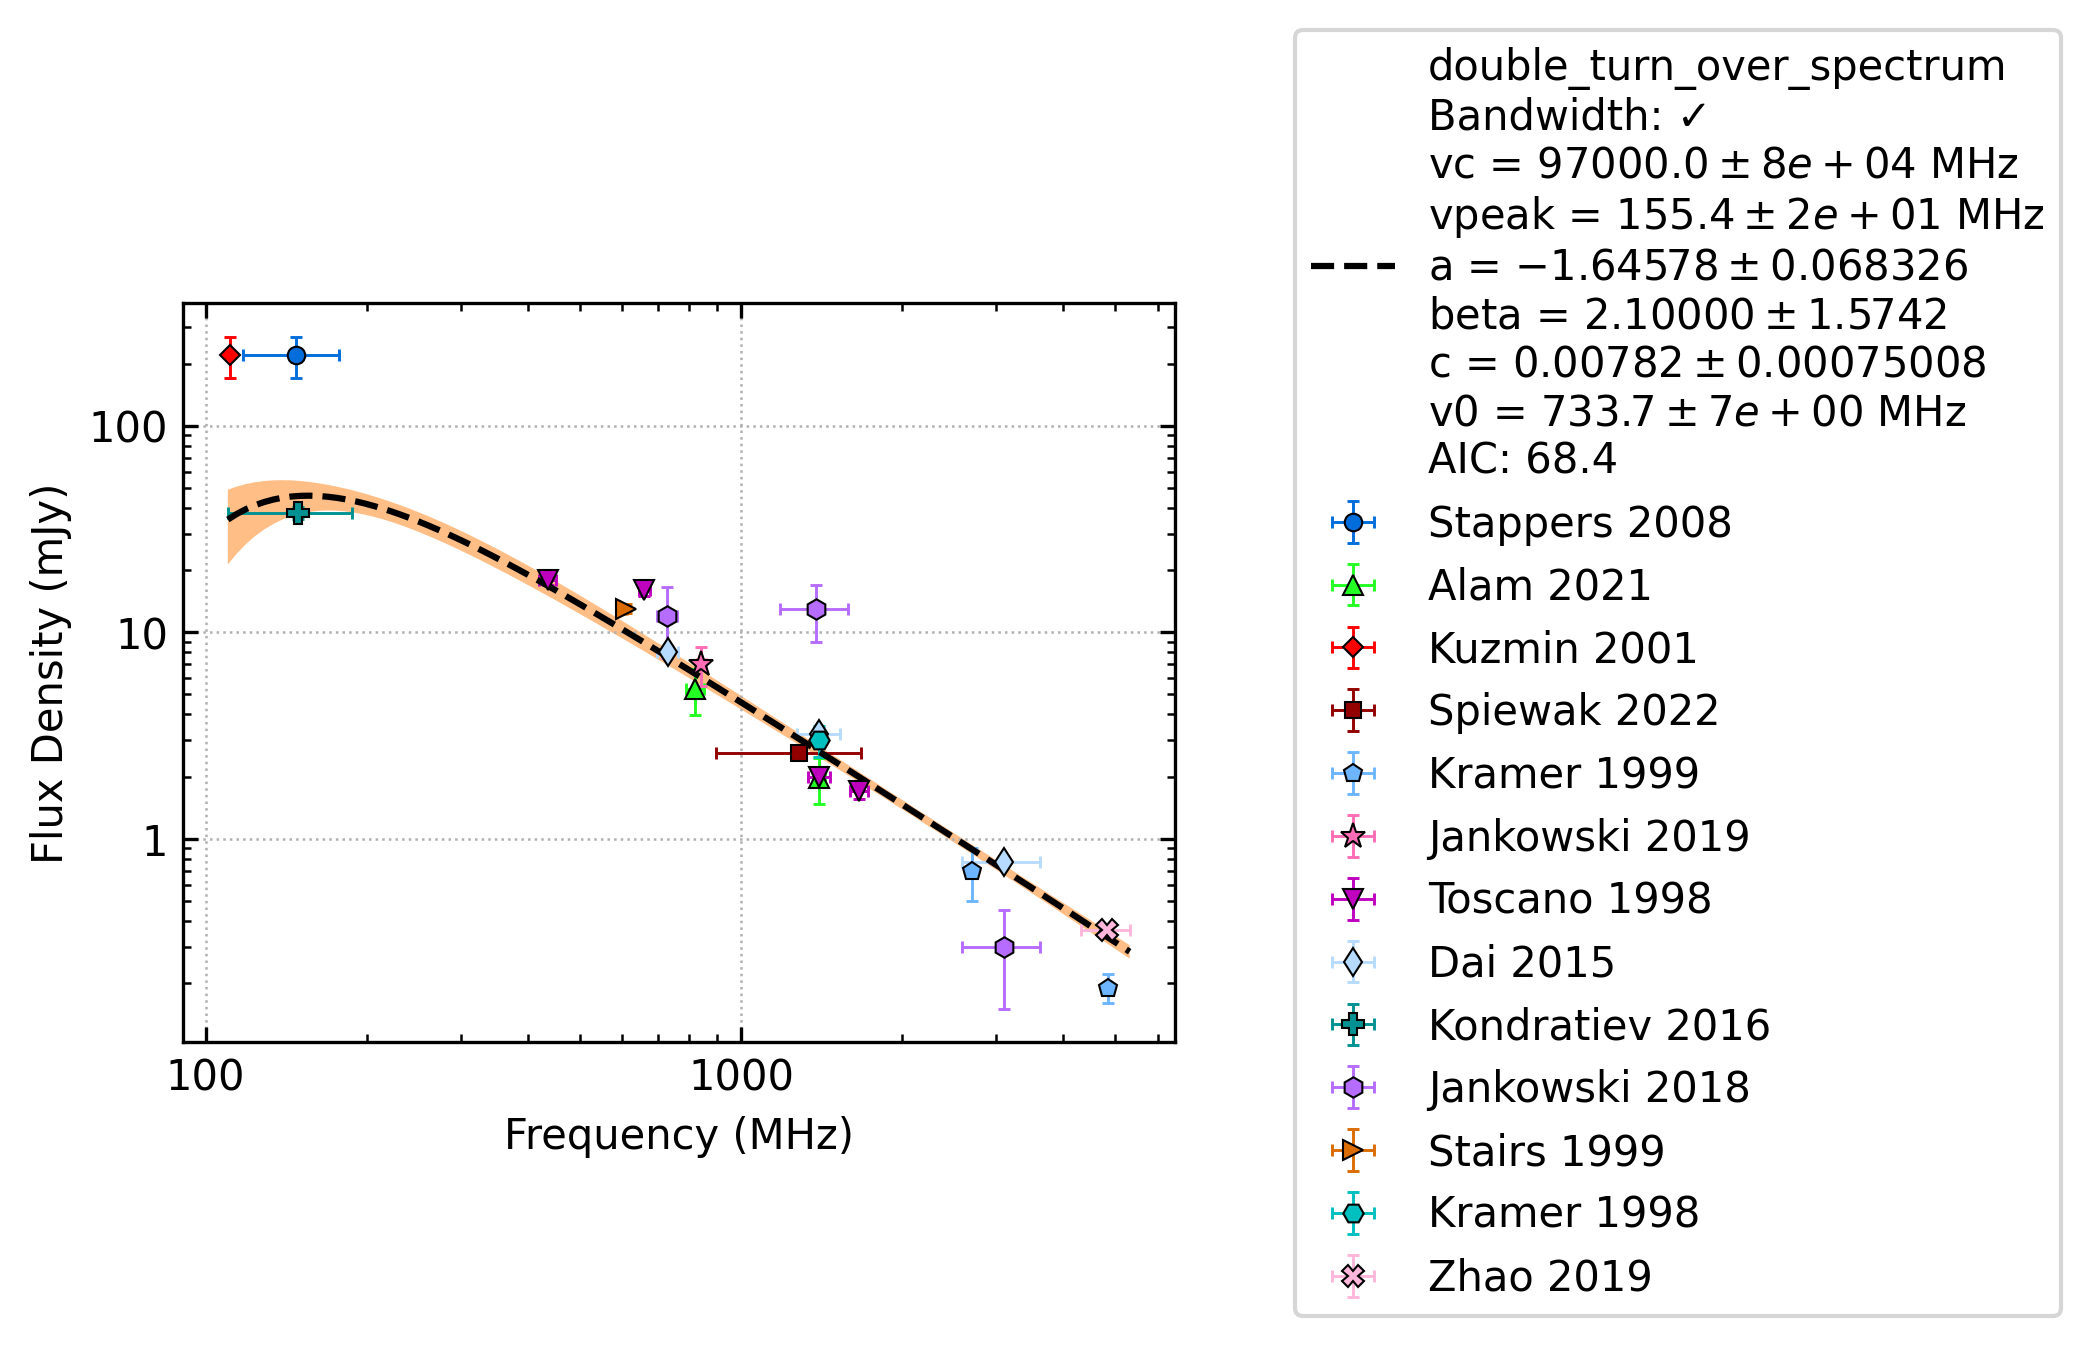 double_turn_over_spectrum
Bandwidth: ✓
vc = 97000.0 ± 8e + 04 MHz
vpeak = 155.4 ± 2e + 01 MHz
a = −1.64578 ± 0.068326
beta = 2.10000 ± 1.5742
c = 0.00782 ± 0.00075008
v0 = 733.7 ± 7e + 00 MHz
AIC: 68.4
Stappers 2008
Alam 2021
Kuzmin 2001
Spiewak 2022
Kramer 1999
Jankowski 2019
Toscano 1998
Dai 2015
Kondratiev 2016
Jankowski 2018
Stairs 1999
Kramer 1998
Zhao 2019
Flux Density (mJy)
100
10
1
100
1000
Frequency (MHz)